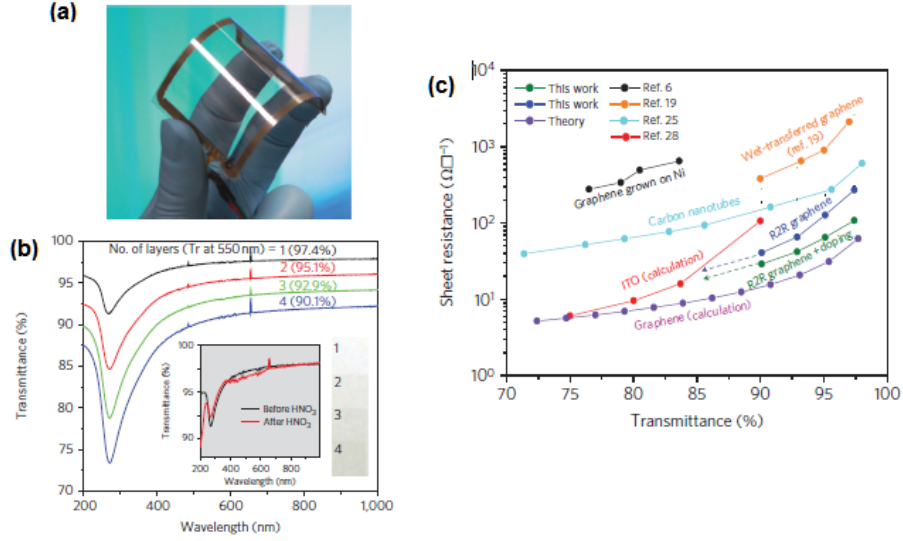 (a)
(b)
100
95
90
85
80
75
70
Transmittance (%)
No. of layers (Tr at 550 nm) = 1 (97.4%)
2 (95.1%)
3 (92.9%)
4 (90.1%)
200
400
600
800
1,000
Wavelength (nm)
100
95
90
Transmittance (%)
Before HNO₃
After HNO₃
200
400
600
800
Wavelength (nm)
1
2
3
4
(c)
10⁴
10³
10²
10¹
10⁰
Sheet resistance (Ω□⁻¹)
This work
This work
Theory
Ref. 6
Ref. 19
Ref. 25
Ref. 28
Wet-transferred graphene
(ref. 19)
Graphene grown on Ni
Carbon nanotubes
R2R graphene
ITO (calculation)
R2R graphene + doping
Graphene (calculation)
70
75
80
85
90
95
100
Transmittance (%)